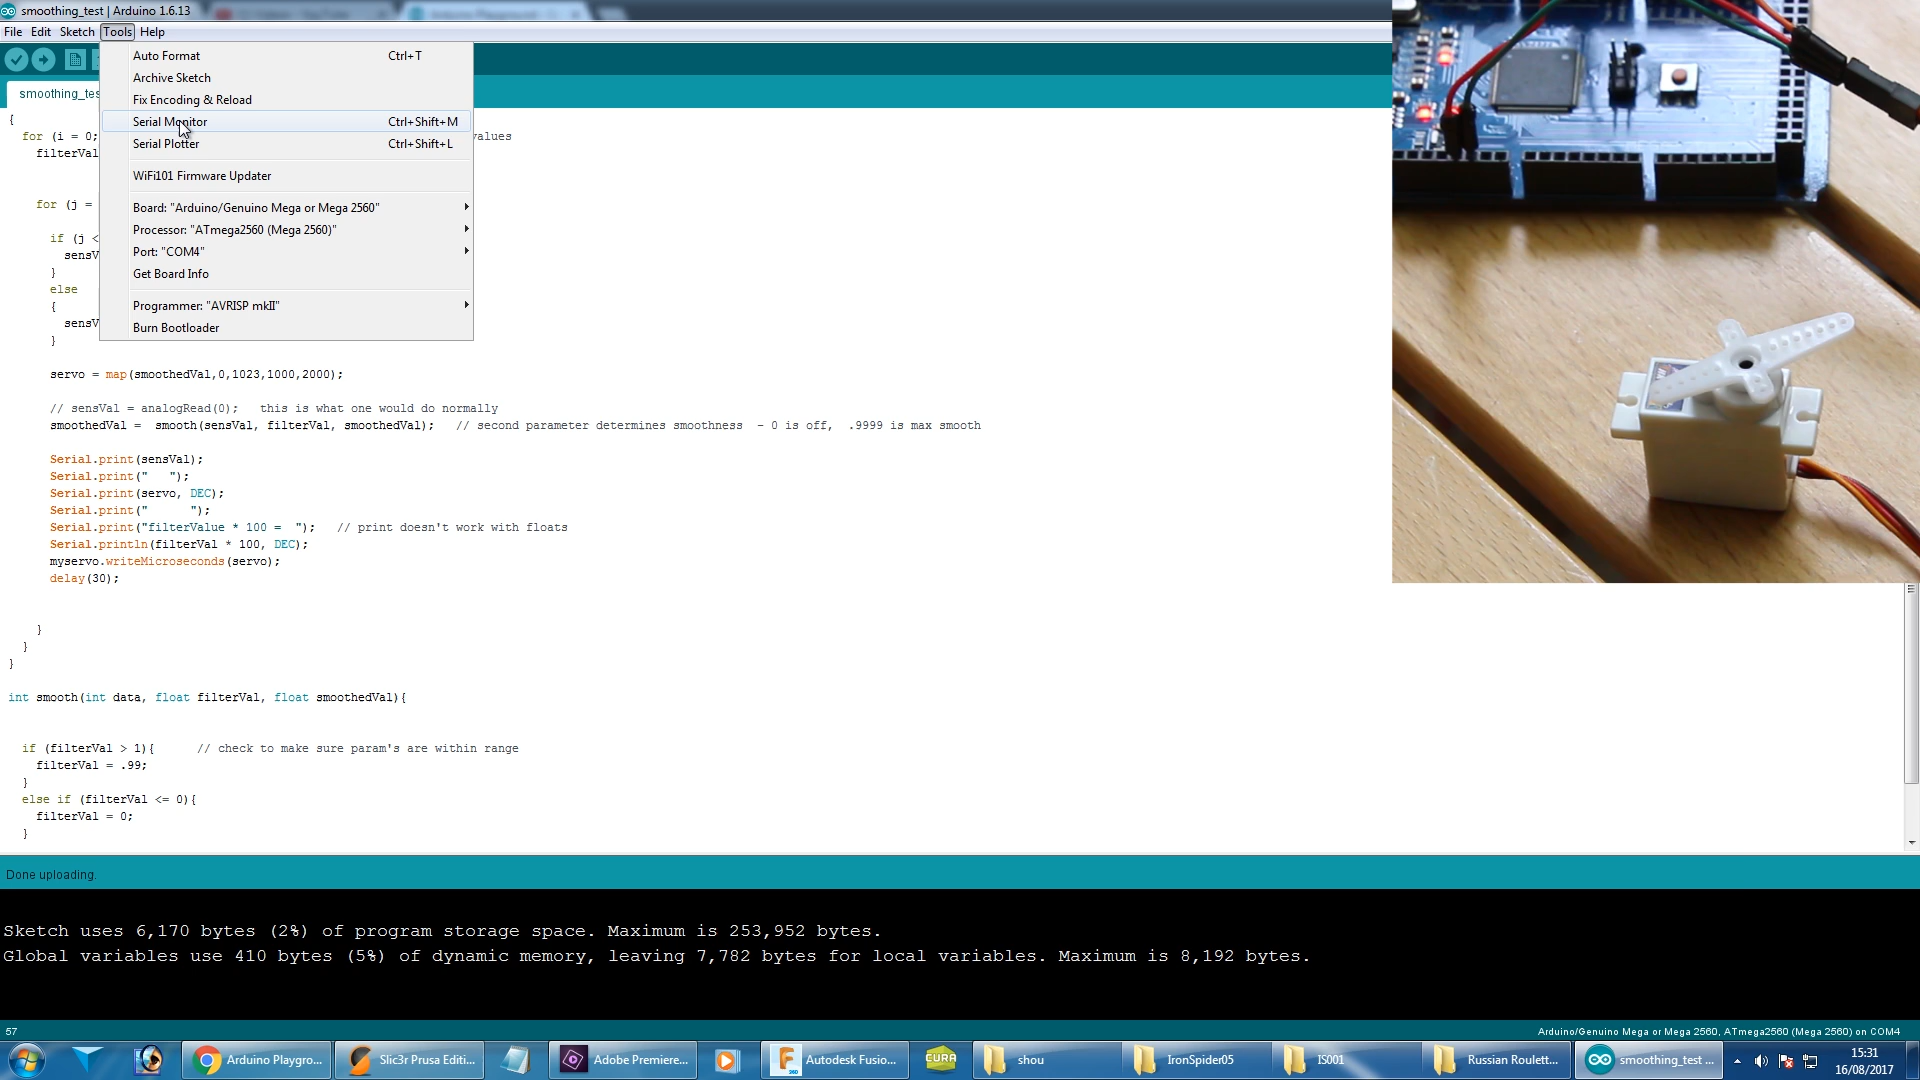 smoothing_test | Arduino 1.6.13
File Edit Sketch Tools Help
Auto Format Ctrl+T
Archive Sketch
Fix Encoding & Reload
Serial Monitor Ctrl+Shift+M
Serial Plotter Ctrl+Shift+L
WiFi101 Firmware Updater
Board: "Arduino/Genuino Mega or Mega 2560"
Processor: "ATmega2560 (Mega 2560)"
Port: "COM4"
Get Board Info
Programmer: "AVRISP mkII"
Burn Bootloader
smoothing_tes
{
for (i = 0; values
filterVal
for (j =
if (j <
sensV
}
else
{
sensV
}
servo = map(smoothedVal,0,1023,1000,2000);
// sensVal = analogRead(0); this is what one would do normally
smoothedVal = smooth(sensVal, filterVal, smoothedVal); // second parameter determines smoothness - 0 is off, .9999 is max smooth
Serial.print(sensVal);
Serial.print(" ");
Serial.print(servo, DEC);
Serial.print(" ");
Serial.print("filterValue * 100 = "); // print doesn't work with floats
Serial.println(filterVal * 100, DEC);
myservo.writeMicroseconds(servo);
delay(30);
}
}
}
int smooth(int data, float filterVal, float smoothedVal){
if (filterVal > 1){ // check to make sure param's are within range
filterVal = .99;
}
else if (filterVal <= 0){
filterVal = 0;
}
Done uploading.
Sketch uses 6,170 bytes (2%) of program storage space. Maximum is 253,952 bytes.
Global variables use 410 bytes (5%) of dynamic memory, leaving 7,782 bytes for local variables. Maximum is 8,192 bytes.
57 Arduino/Genuino Mega or Mega 2560, ATmega2560 (Mega 2560) on COM4
Arduino Playgro... Slic3r Prusa Editi... Adobe Premiere... Autodesk Fusio... CURA shou IronSpider05 IS001 Russian Roulett... smoothing_test ... 15:31
16/08/2017